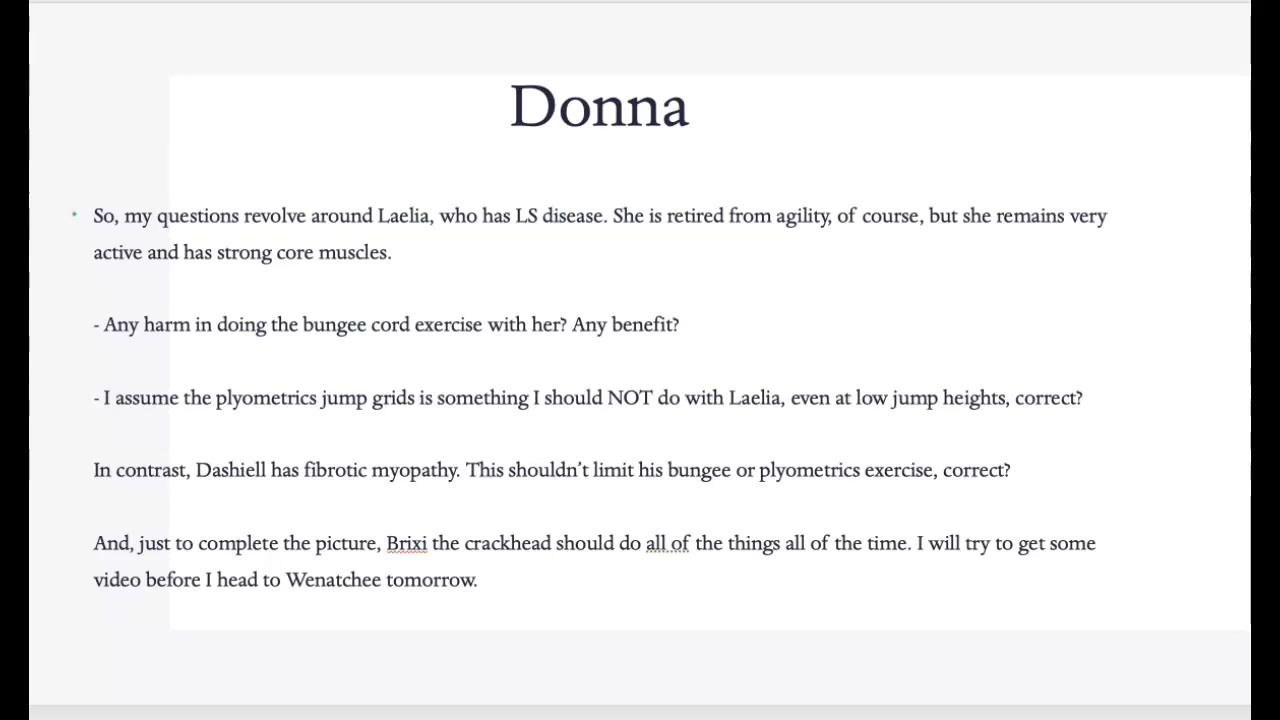 Donna
• So, my questions revolve around Laelia, who has LS disease. She is retired from agility, of course, but she remains very
active and has strong core muscles.
- Any harm in doing the bungee cord exercise with her? Any benefit?
- I assume the plyometrics jump grids is something I should NOT do with Laelia, even at low jump heights, correct?
In contrast, Dashiell has fibrotic myopathy. This shouldn’t limit his bungee or plyometrics exercise, correct?
And, just to complete the picture, Brixi the crackhead should do all of the things all of the time. I will try to get some
video before I head to Wenatchee tomorrow.